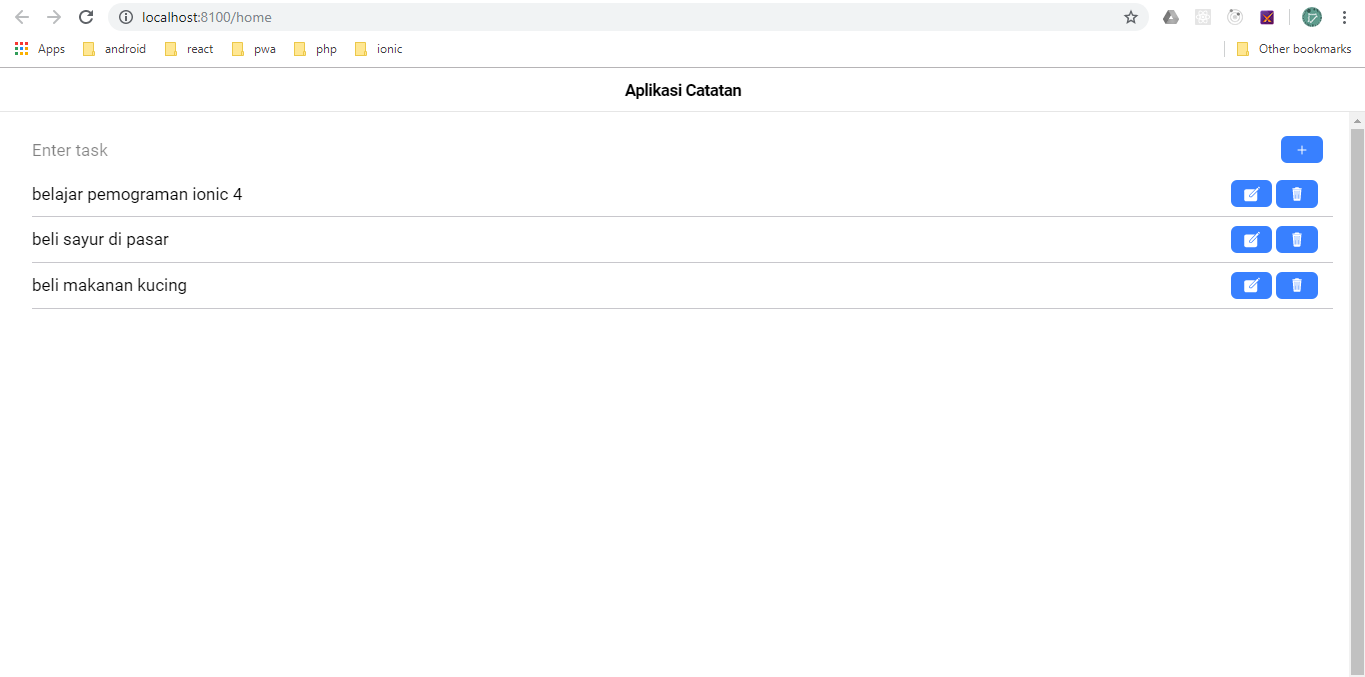 localhost:8100/home
Apps android react pwa php ionic Other bookmarks
Aplikasi Catatan
Enter task
belajar pemograman ionic 4
beli sayur di pasar
beli makanan kucing